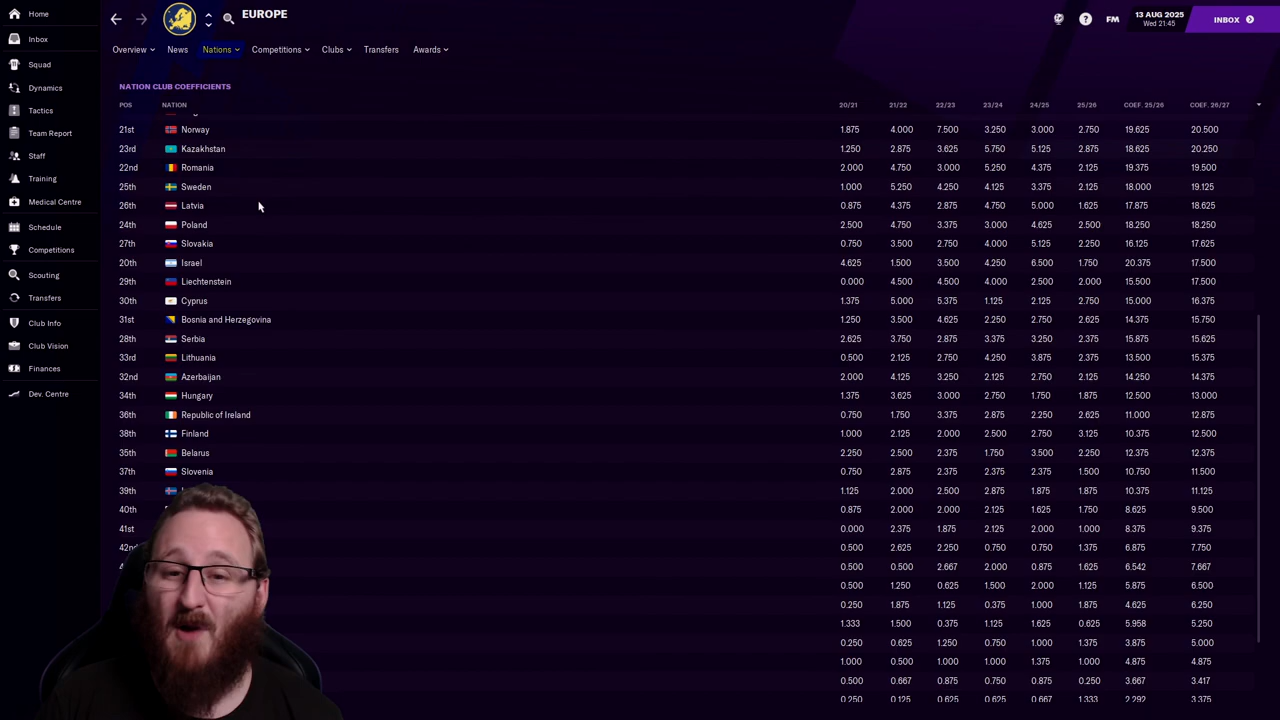 Home
EUROPE
FM
13 AUG 2025
Wed 21:45
INBOX
Inbox
Overview News Nations Competitions Clubs Transfers Awards
Squad
Dynamics
Tactics
Team Report
Staff
Training
Medical Centre
Schedule
Competitions
Scouting
Transfers
Club Info
Club Vision
Finances
Dev. Centre
NATION CLUB COEFFICIENTS
POS NATION 20/21 21/22 22/23 23/24 24/25 25/26 COEF. 25/26 COEF. 26/27
21st Norway 1.875 4.000 7.500 3.250 3.000 2.750 19.625 20.500
23rd Kazakhstan 1.250 2.875 3.625 5.750 5.125 2.875 18.625 20.250
22nd Romania 2.000 4.750 3.000 5.250 4.375 2.125 19.375 19.500
25th Sweden 1.000 5.250 4.250 4.125 3.375 2.125 18.000 19.125
26th Latvia 0.875 4.375 2.875 4.750 5.000 1.625 17.875 18.625
24th Poland 2.500 4.750 3.375 3.000 4.625 2.500 18.250 18.250
27th Slovakia 0.750 3.500 2.750 4.000 5.125 2.250 16.125 17.625
20th Israel 4.625 1.500 3.500 4.250 6.500 1.750 20.375 17.500
29th Liechtenstein 0.000 4.500 4.500 4.000 2.500 2.000 15.500 17.500
30th Cyprus 1.375 5.000 5.375 1.125 2.125 2.750 15.000 16.375
31st Bosnia and Herzegovina 1.250 3.500 4.625 2.250 2.750 2.625 14.375 15.750
28th Serbia 2.625 3.750 2.875 3.375 3.250 2.375 15.875 15.625
33rd Lithuania 0.500 2.125 2.750 4.250 3.875 2.375 13.500 15.375
32nd Azerbaijan 2.000 4.125 3.250 2.125 2.750 2.125 14.250 14.375
34th Hungary 1.375 3.625 3.000 2.750 1.750 1.875 12.500 13.000
36th Republic of Ireland 0.750 1.750 3.375 2.875 2.250 2.625 11.000 12.875
38th Finland 1.000 2.125 2.000 2.500 2.750 3.125 10.375 12.500
35th Belarus 2.250 2.500 2.375 1.750 3.500 2.250 12.375 12.375
37th Slovenia 0.750 2.875 2.375 2.375 2.375 1.500 10.750 11.500
39th 1.125 2.000 2.500 2.875 1.875 1.875 10.375 11.125
40th 0.875 2.000 2.000 2.125 1.625 1.750 8.625 9.500
41st 0.000 2.375 1.875 2.125 2.000 1.000 8.375 9.375
42nd 0.500 2.625 2.250 0.750 0.750 1.375 6.875 7.750
0.500 0.500 2.667 2.000 0.875 1.625 6.542 7.667
0.500 1.250 0.625 1.500 2.000 1.125 5.875 6.500
0.250 1.875 1.125 0.375 1.000 1.875 4.625 6.250
1.333 1.500 0.375 1.125 1.625 0.625 5.958 5.250
0.250 0.625 1.250 0.750 1.000 1.375 3.875 5.000
1.000 0.500 1.000 1.000 1.375 1.000 4.875 4.875
0.500 0.667 0.875 0.750 0.875 0.250 3.667 3.417
0.250 0.125 0.625 0.625 0.667 1.333 2.292 3.375